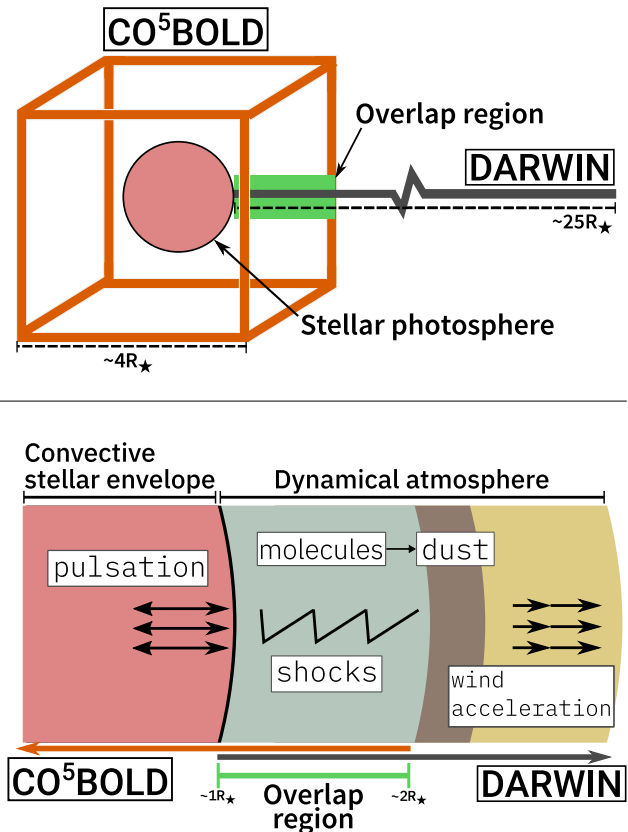 CO⁵BOLD
Overlap region
DARWIN
~25R★
Stellar photosphere
~4R★
Convective
stellar envelope
Dynamical atmosphere
molecules
dust
pulsation
shocks
wind
acceleration
CO⁵BOLD
DARWIN
~1R★
~2R★
Overlap
region